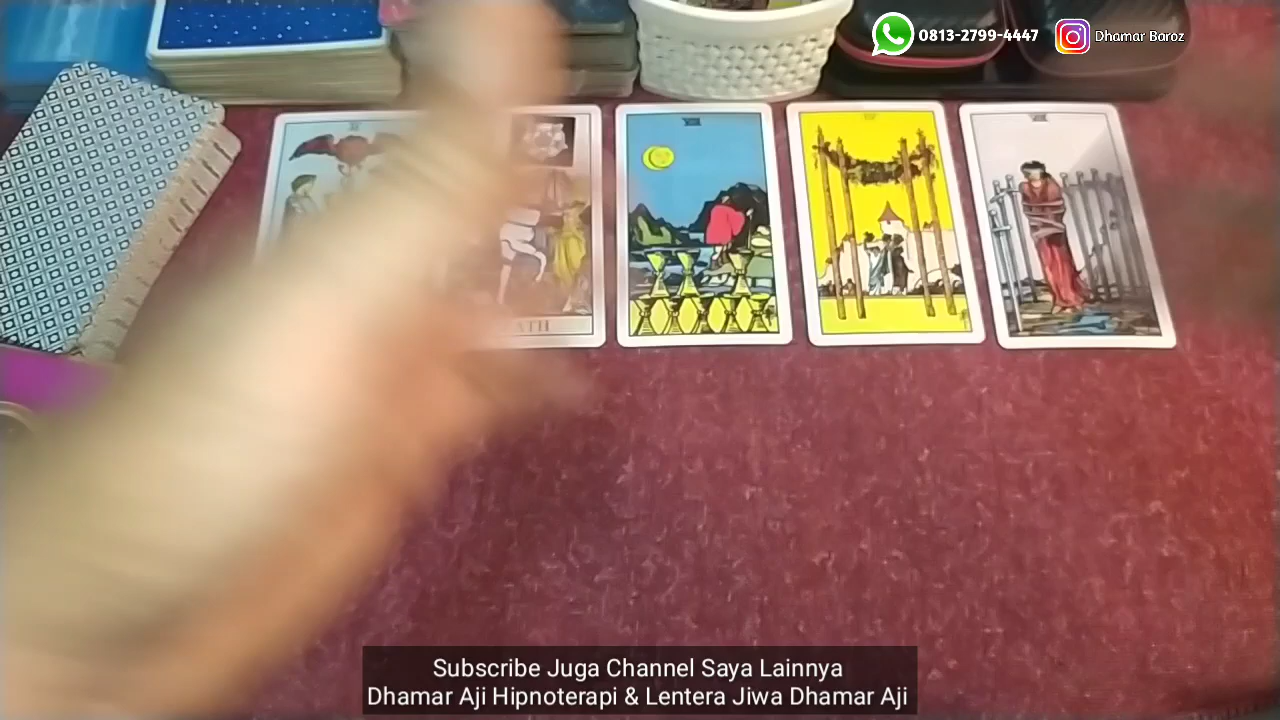 0813-2799-4447
Dhamar Baroz
Subscribe Juga Channel Saya Lainnya
Dhamar Aji Hipnoterapi & Lentera Jiwa Dhamar Aji